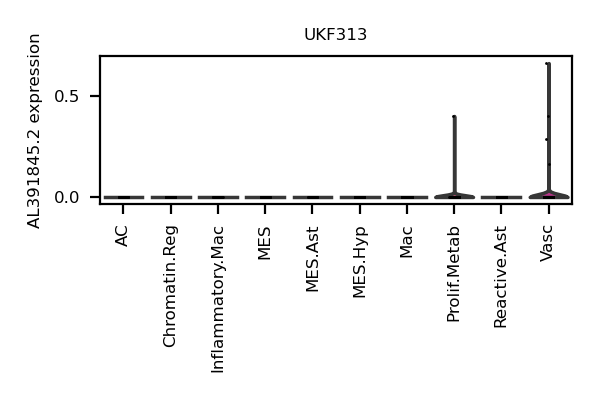 UKF313
AL391845.2 expression
0.5
0.0
AC
Chromatin.Reg
Inflammatory.Mac
MES
MES.Ast
MES.Hyp
Mac
Prolif.Metab
Reactive.Ast
Vasc